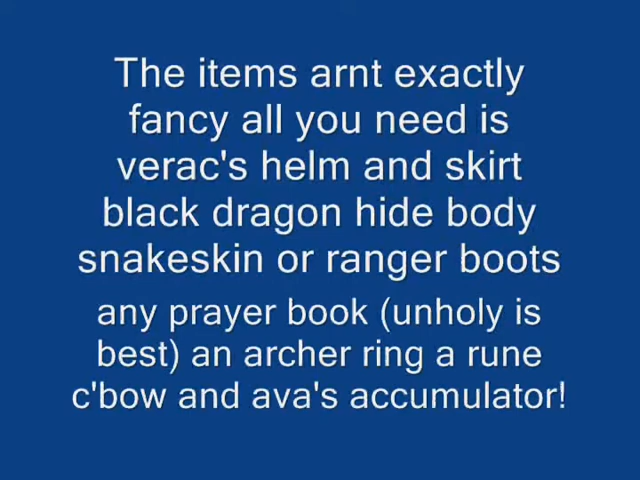 The items arnt exactly
fancy all you need is
verac's helm and skirt
black dragon hide body
snakeskin or ranger boots
any prayer book (unholy is
best) an archer ring a rune
c'bow and ava's accumulator!